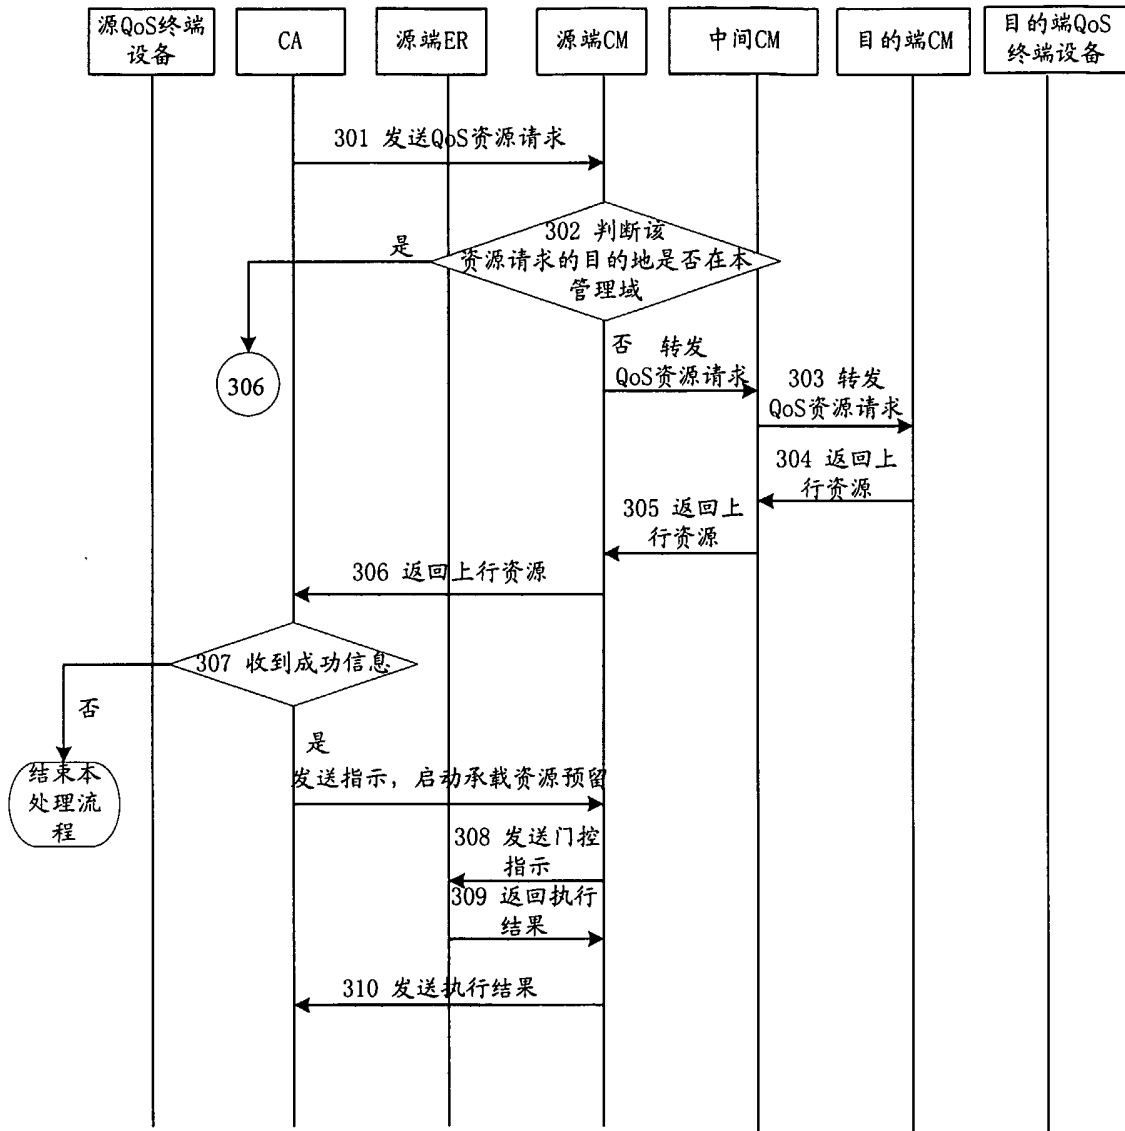 源QoS终端
设备
CA
源端ER
源端CM
中间CM
目的端CM
目的端QoS
终端设备
301 发送QoS资源请求
302 判断该
资源请求的目的地是否在本
管理域
是
306
否 转发
QoS资源请求
303 转发
QoS资源请求
304 返回上
行资源
305 返回上
行资源
306 返回上行资源
307 收到成功信息
否
结束本
处理流
程
是
发送指示，启动承载资源预留
308 发送门控
指示
309 返回执行
结果
310 发送执行结果